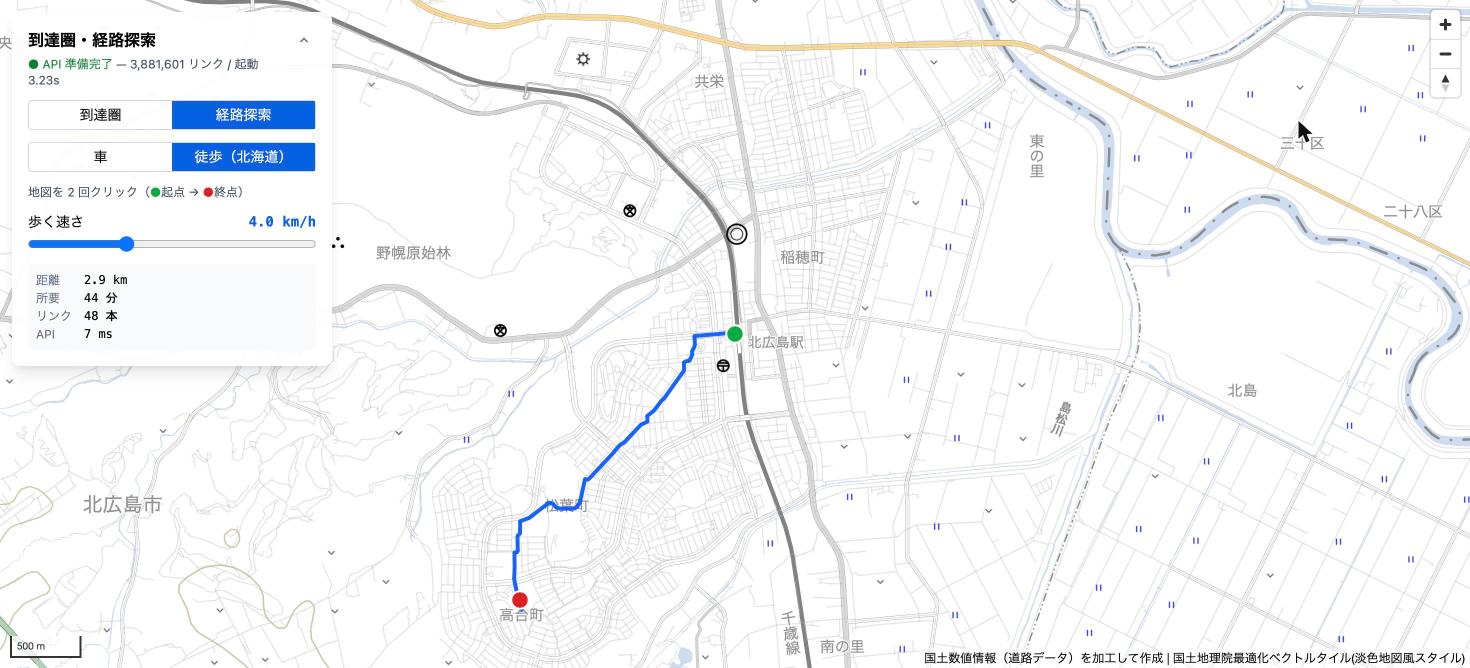 到達圏・経路探索
● API 準備完了 — 3,881,601 リンク / 起動
3.23s
到達圏 経路探索
車 徒歩（北海道）
地図を 2 回クリック（●起点 → ●終点）
歩く速さ 4.0 km/h
距離 2.9 km
所要 44 分
リンク 48 本
API 7 ms
央
共栄
東の里
三十区
二十八区
野幌原始林
稲穂町
北広島駅
北島
島松川
北広島市
松葉町
高台町
千歳線
南の里
500 m
国土数値情報（道路データ）を加工して作成 | 国土地理院最適化ベクトルタイル(淡色地図風スタイル)